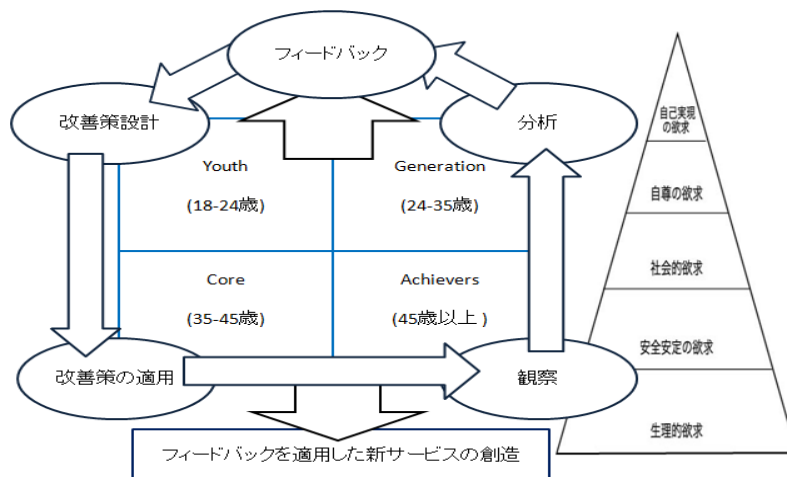 フィードバック
改善策設計
分析
Youth
(18-24歳)
Generation
(24-35歳)
Core
(35-45歳)
Achievers
(45歳以上 )
改善策の適用
観察
フィードバックを適用した新サービスの創造
自己実現
の欲求
自尊の欲求
社会的欲求
安全安定の欲求
生理的欲求